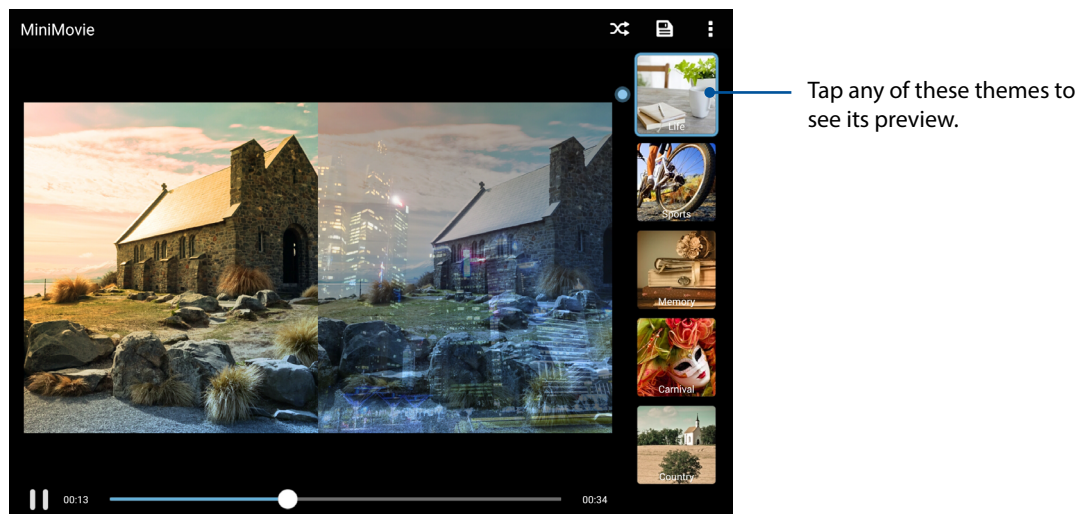 MiniMovie
Life
Tap any of these themes to
see its preview.
Sports
Memory
Carnival
Country
00:13
00:34